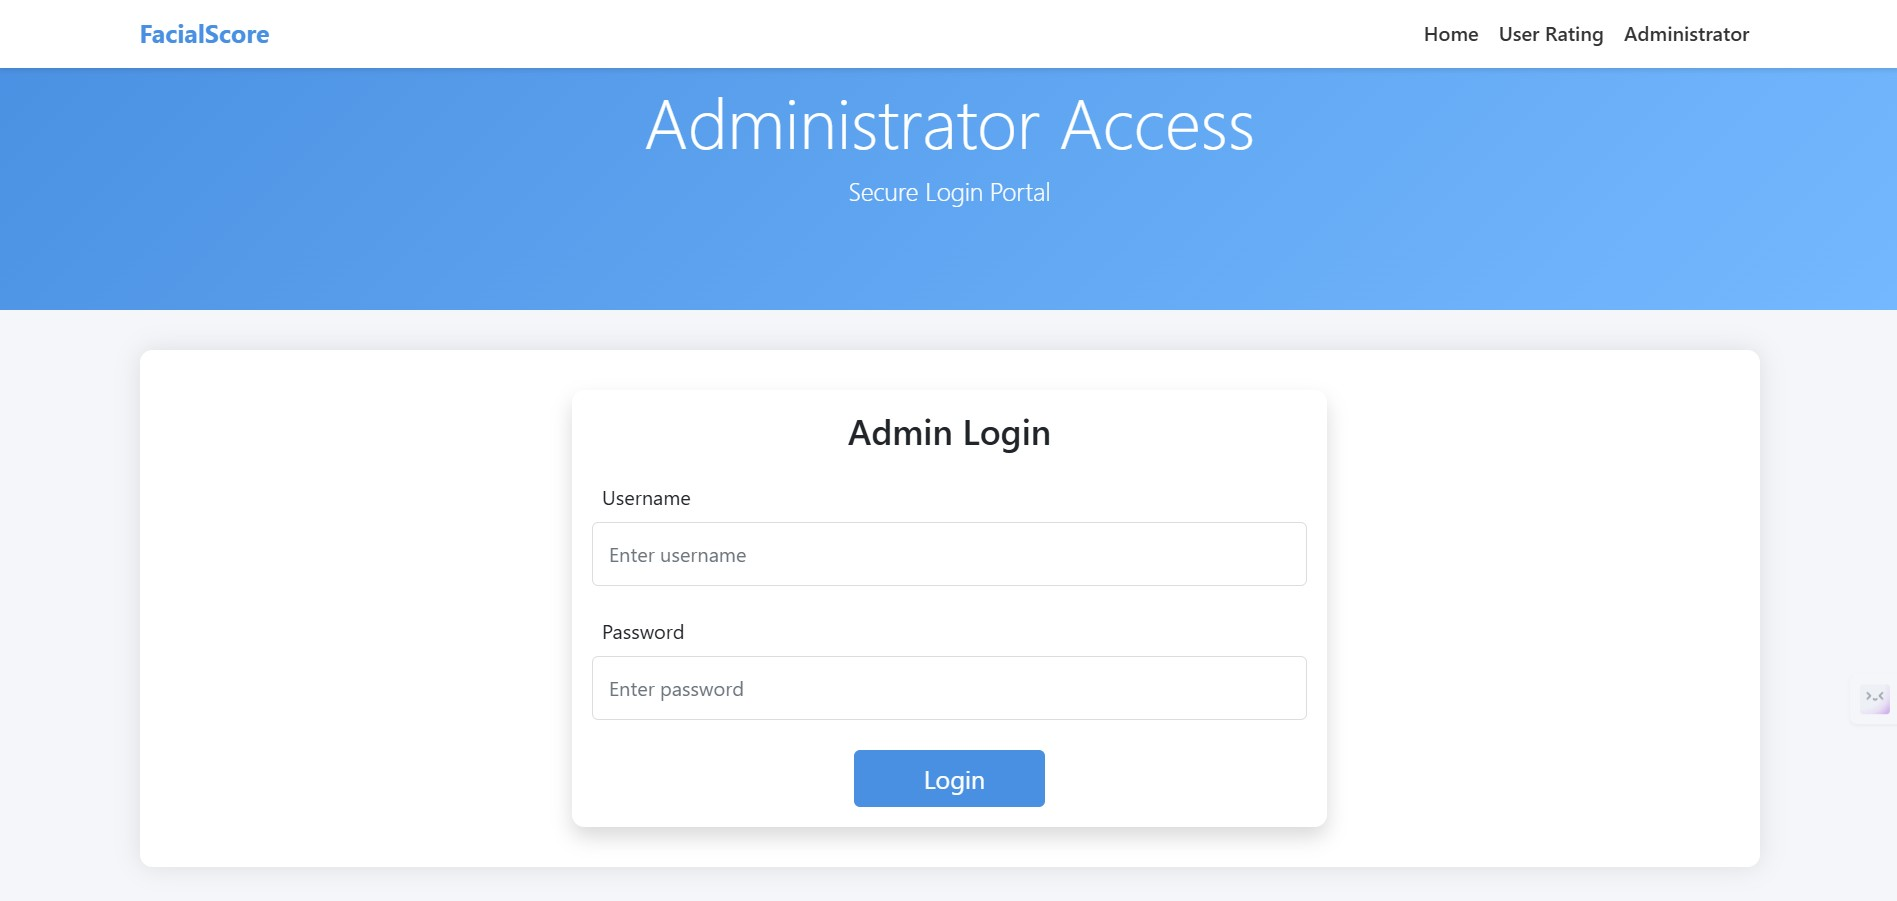 FacialScore
Home User Rating Administrator
Administrator Access
Secure Login Portal
Admin Login
Username
Enter username
Password
Enter password
Login